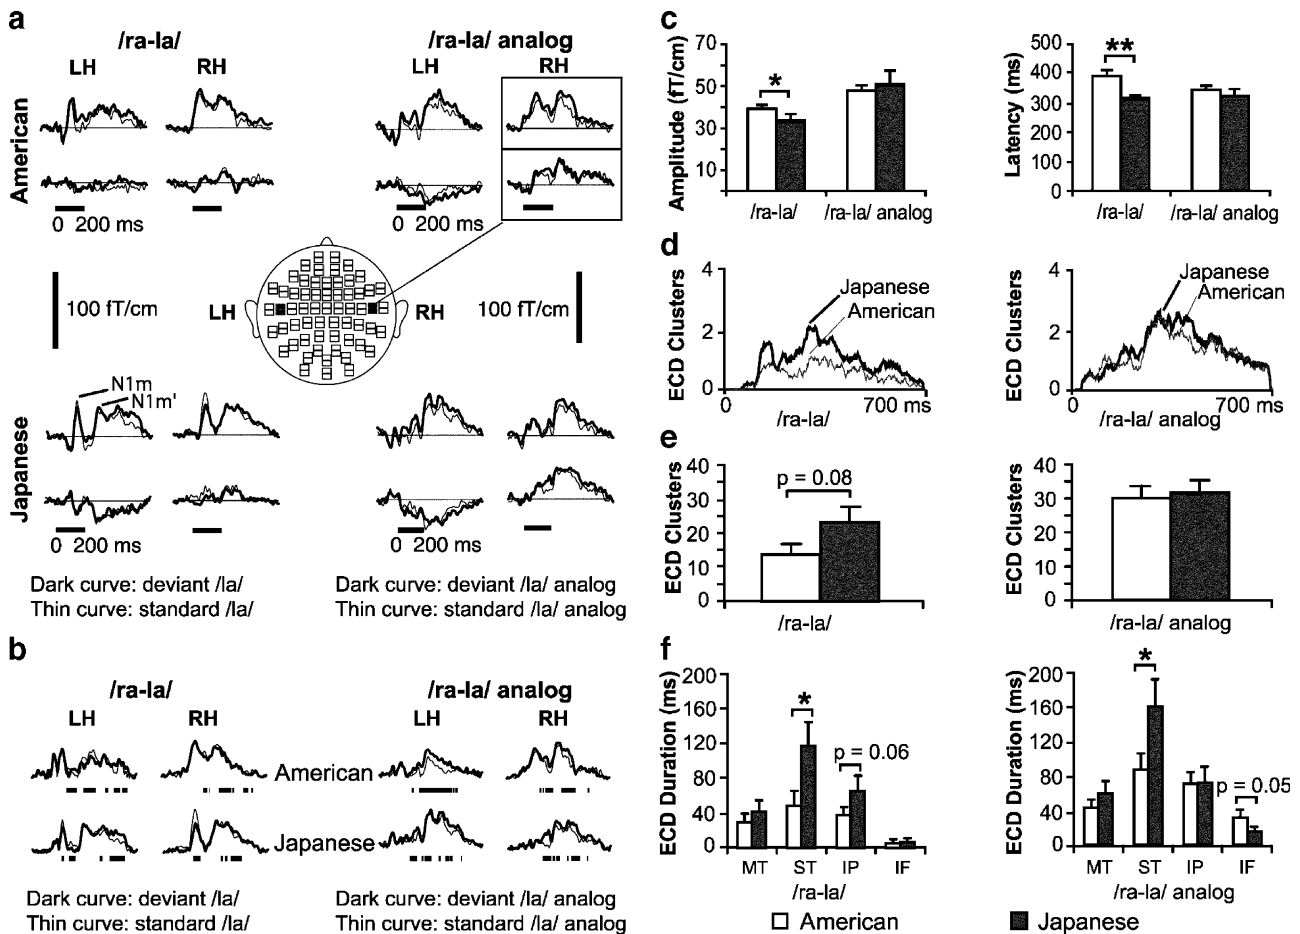 a
/ra-la/
/ra-la/ analog
LH
RH
LH
RH
American
0 200 ms
0 200 ms
100 fT/cm
LH
RH
100 fT/cm
N1m
N1m'
Japanese
0 200 ms
0 200 ms
Dark curve: deviant /la/
Thin curve: standard /la/
Dark curve: deviant /la/ analog
Thin curve: standard /la/ analog
b
/ra-la/
/ra-la/ analog
LH
RH
LH
RH
American
Japanese
Dark curve: deviant /la/
Thin curve: standard /la/
Dark curve: deviant /la/ analog
Thin curve: standard /la/ analog
c
Amplitude (fT/cm)
70
50
30
10
*
/ra-la/
/ra-la/ analog
Latency (ms)
500
400
300
200
100
0
**
/ra-la/
/ra-la/ analog
d
ECD Clusters
4
2
0
Japanese
American
0
700 ms
/ra-la/
ECD Clusters
4
2
0
Japanese
American
0
700 ms
/ra-la/ analog
e
ECD Clusters
40
30
20
10
0
p = 0.08
/ra-la/
ECD Clusters
40
30
20
10
0
/ra-la/ analog
f
ECD Duration (ms)
200
160
120
80
40
0
*
p = 0.06
MT ST IP IF
/ra-la/
ECD Duration (ms)
200
160
120
80
40
0
*
p = 0.05
MT ST IP IF
/ra-la/ analog
American
Japanese